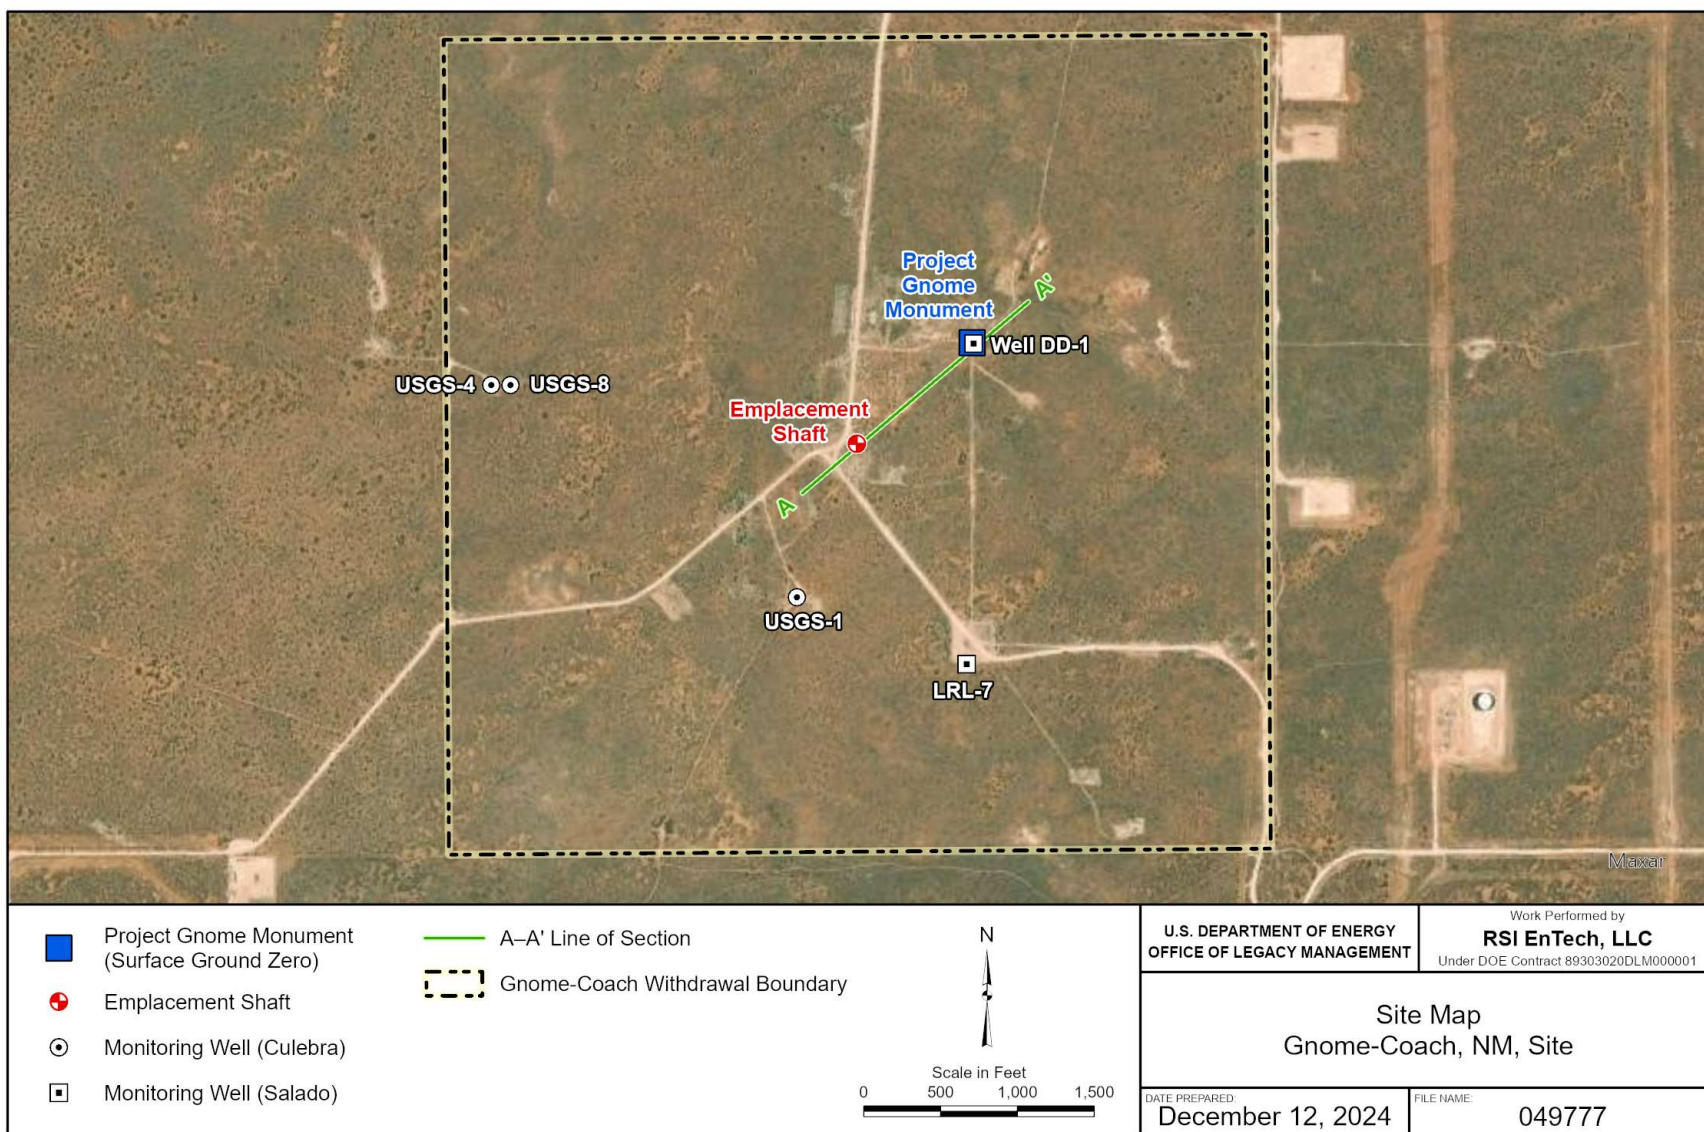 Project
Gnome
Monument
A'
Well DD-1
USGS-4
USGS-8
Emplacement
Shaft
A
USGS-1
LRL-7
Maxar
Project Gnome Monument
(Surface Ground Zero)
Emplacement Shaft
Monitoring Well (Culebra)
Monitoring Well (Salado)
A–A' Line of Section
Gnome-Coach Withdrawal Boundary
N
Scale in Feet
0 500 1,000 1,500
U.S. DEPARTMENT OF ENERGY
OFFICE OF LEGACY MANAGEMENT
Work Performed by
RSI EnTech, LLC
Under DOE Contract 89303020DLM000001
Site Map
Gnome-Coach, NM, Site
DATE PREPARED:
December 12, 2024
FILE NAME:
049777